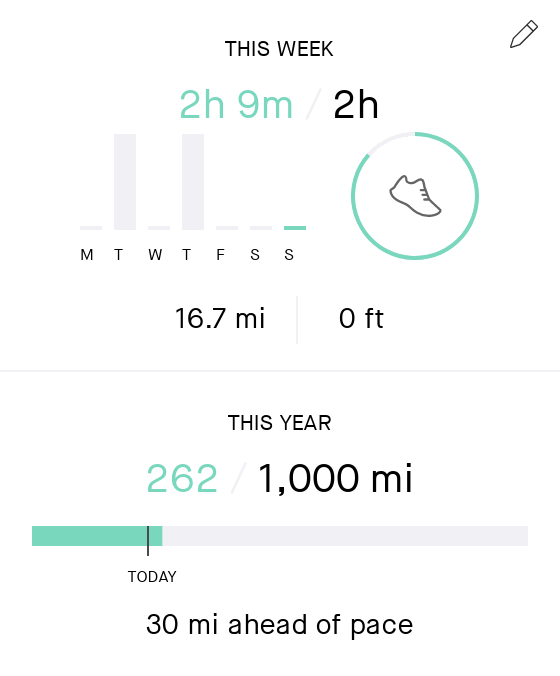 THIS WEEK
2h 9m / 2h
M T W T F S S
16.7 mi 0 ft
THIS YEAR
262 / 1,000 mi
TODAY
30 mi ahead of pace